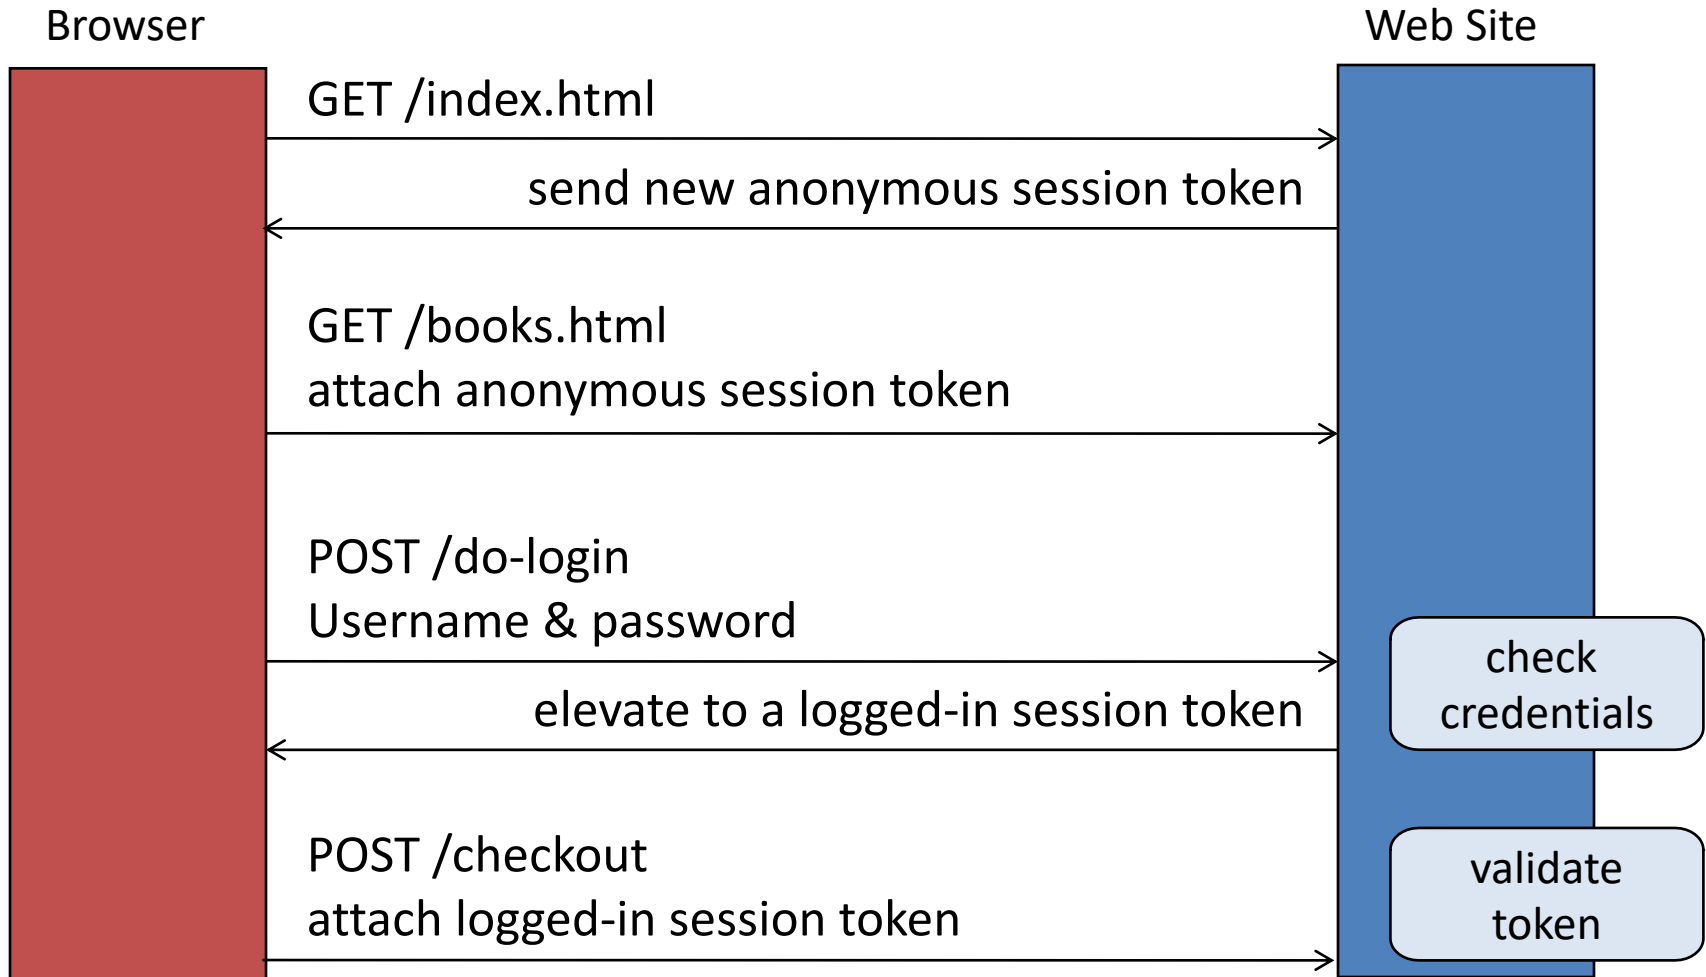 Browser
Web Site
GET /index.html
send new anonymous session token
GET /books.html
attach anonymous session token
POST /do-login
Username & password
check
credentials
elevate to a logged-in session token
POST /checkout
attach logged-in session token
validate
token